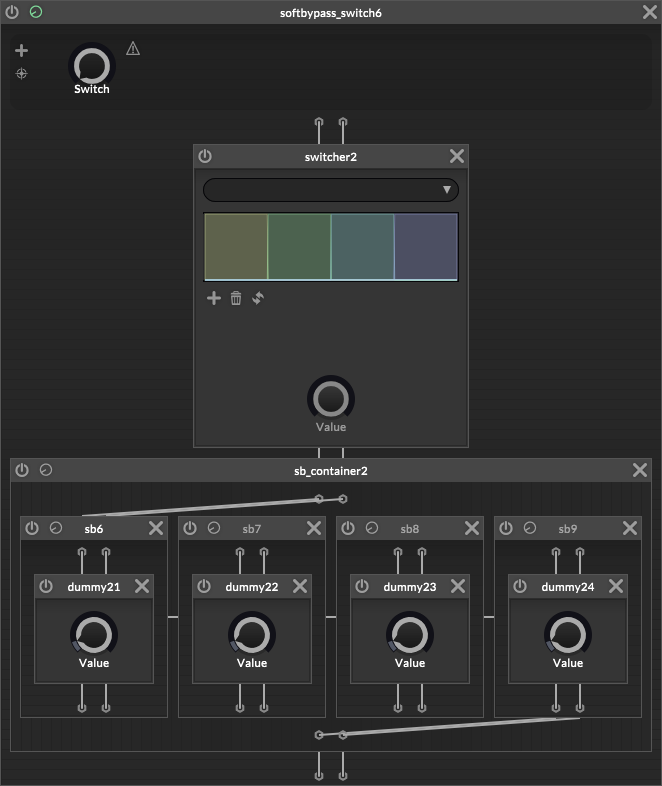 softbypass_switch6
Switch
switcher2
Value
sb_container2
sb6 sb7 sb8 sb9
dummy21 dummy22 dummy23 dummy24
Value Value Value Value